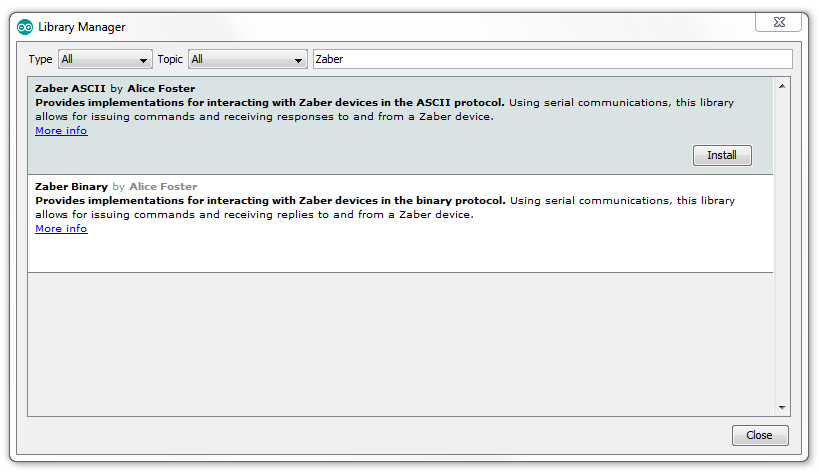 Library Manager
Type All Topic All Zaber
Zaber ASCII by Alice Foster
Provides implementations for interacting with Zaber devices in the ASCII protocol. Using serial communications, this library
allows for issuing commands and receiving responses to and from a Zaber device.
More info
Install
Zaber Binary by Alice Foster
Provides implementations for interacting with Zaber devices in the binary protocol. Using serial communications, this library
allows for issuing commands and receiving replies to and from a Zaber device.
More info
Close